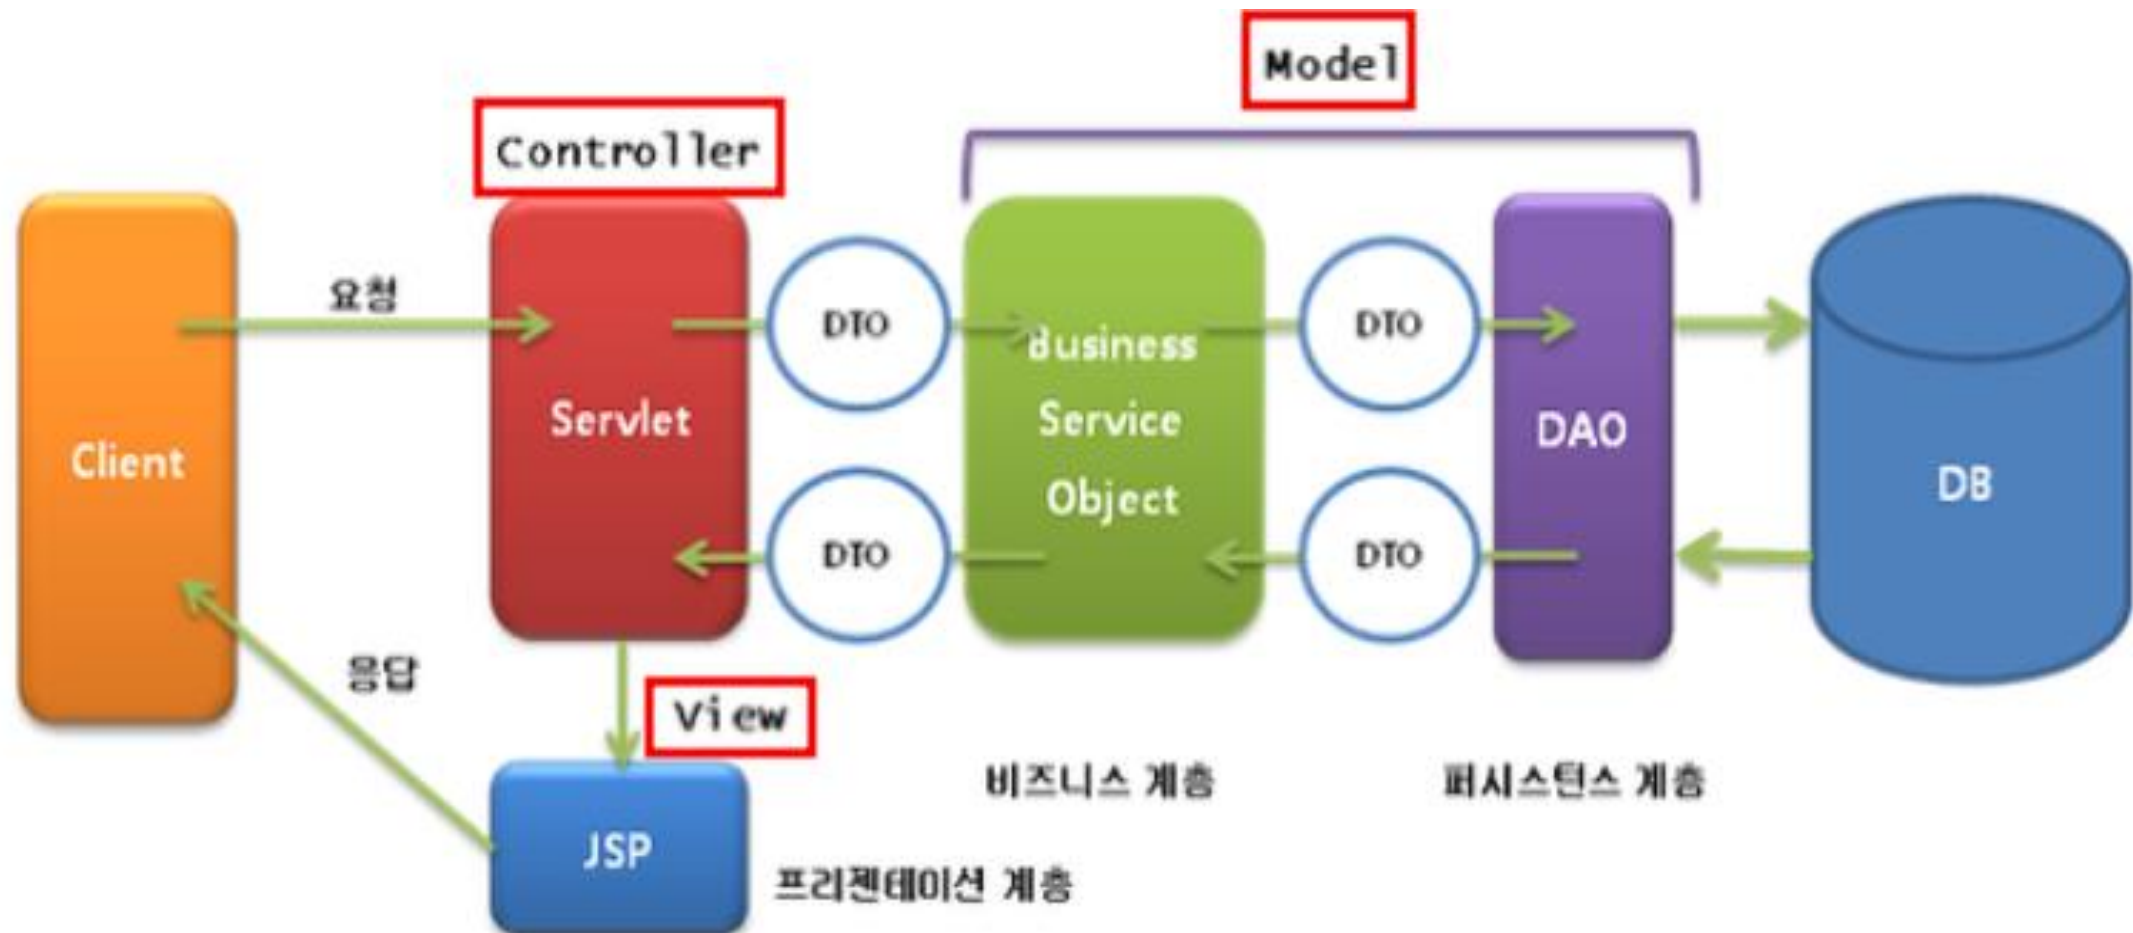 Model
Controller
요청
DTO
DTO
Business
Service
Object
Servlet
DAO
Client
DB
DTO
DTO
응답
View
비즈니스 계층
퍼시스턴스 계층
JSP
프리젠테이션 계층